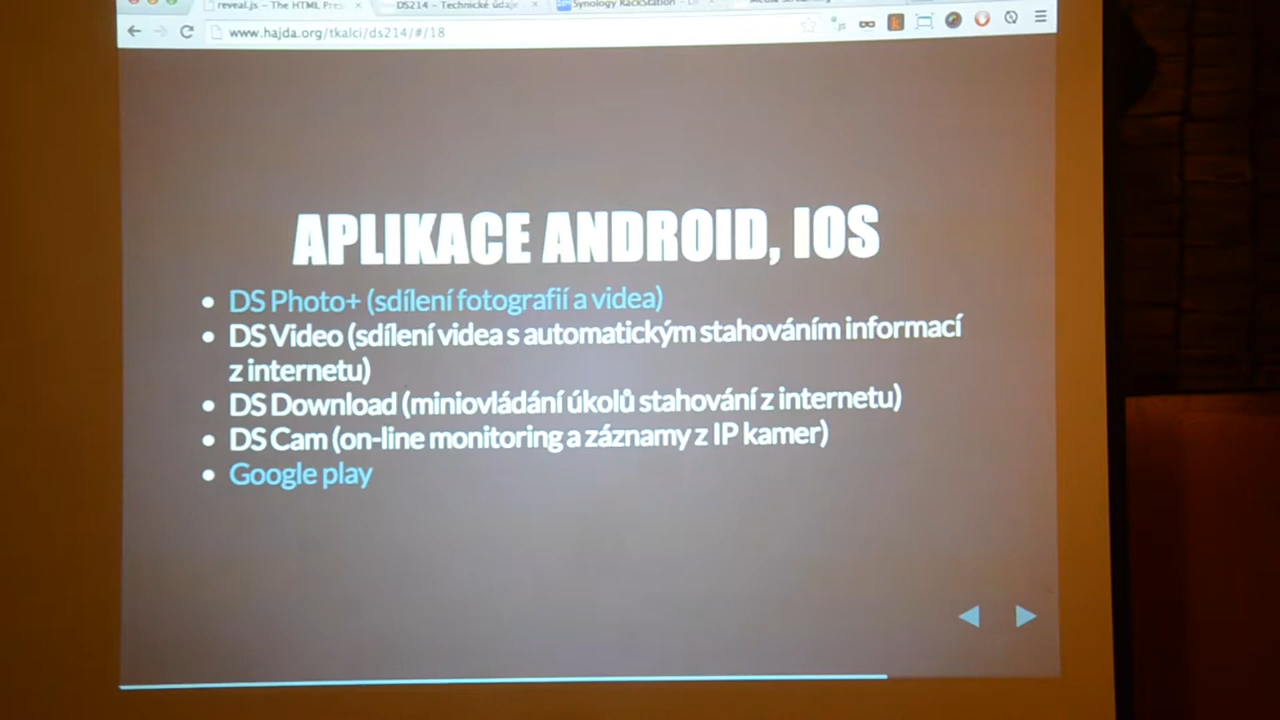 reveal.js – The HTML Pres
DS214 – Technické údaje
Synology RackStation –
www.hajda.org/tkalci/ds214/#/18
APLIKACE ANDROID, IOS
DS Photo+ (sdílení fotografií a videa)
DS Video (sdílení videa s automatickým stahováním informací
z internetu)
DS Download (miniovládání úkolů stahování z internetu)
DS Cam (on-line monitoring a záznamy z IP kamer)
Google play